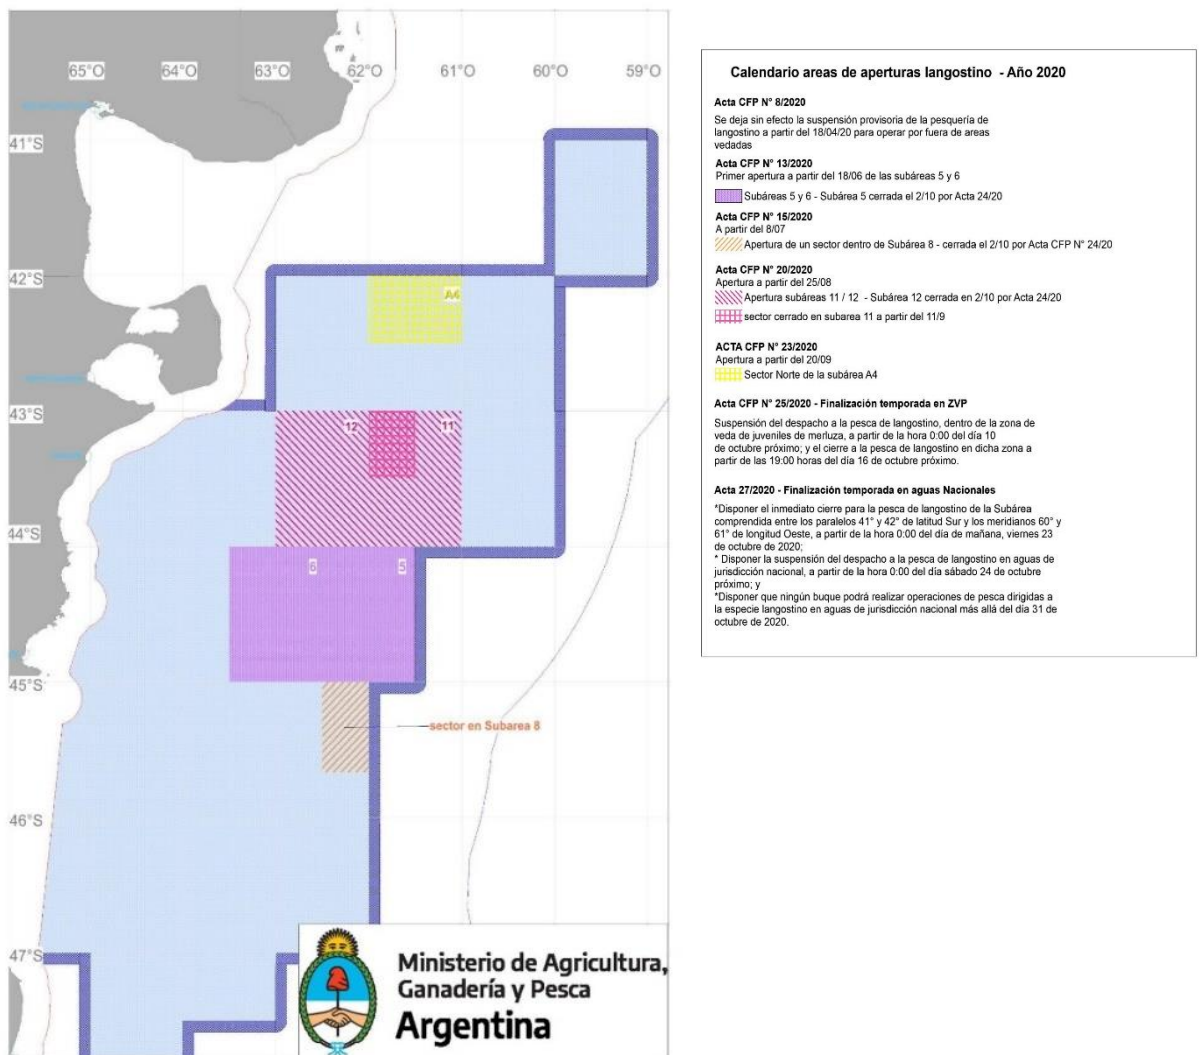 65°O 64°O 63°O 62°O 61°O 60°O 59°O
41°S
42°S
A4
43°S
12 11
44°S
6 5
45°S
sector en Subarea 8
46°S
47°S
Ministerio de Agricultura,
Ganadería y Pesca
Argentina
Calendario areas de aperturas langostino - Año 2020
Acta CFP N° 8/2020
Se deja sin efecto la suspensión provisoria de la pesquería de
langostino a partir del 18/04/20 para operar por fuera de areas
vedadas
Acta CFP N° 13/2020
Primer apertura a partir del 18/06 de las subáreas 5 y 6
Subáreas 5 y 6 - Subárea 5 cerrada el 2/10 por Acta 24/20
Acta CFP N° 15/2020
A partir del 8/07
Apertura de un sector dentro de Subárea 8 - cerrada el 2/10 por Acta CFP N° 24/20
Acta CFP N° 20/2020
Apertura a partir del 25/08
Apertura subáreas 11 / 12 - Subárea 12 cerrada en 2/10 por Acta 24/20
sector cerrado en subarea 11 a partir del 11/9
ACTA CFP N° 23/2020
Apertura a partir del 20/09
Sector Norte de la subárea A4
Acta CFP N° 25/2020 - Finalización temporada en ZVP
Suspensión del despacho a la pesca de langostino, dentro de la zona de
veda de juveniles de merluza, a partir de la hora 0:00 del día 10
de octubre próximo; y el cierre a la pesca de langostino en dicha zona a
partir de las 19:00 horas del día 16 de octubre próximo.
Acta 27/2020 - Finalización temporada en aguas Nacionales
*Disponer el inmediato cierre para la pesca de langostino de la Subárea
comprendida entre los paralelos 41° y 42° de latitud Sur y los meridianos 60° y
61° de longitud Oeste, a partir de la hora 0:00 del día de mañana, viernes 23
de octubre de 2020;
* Disponer la suspensión del despacho a la pesca de langostino en aguas de
jurisdicción nacional, a partir de la hora 0:00 del día sábado 24 de octubre
próximo; y
*Disponer que ningún buque podrá realizar operaciones de pesca dirigidas a
la especie langostino en aguas de jurisdicción nacional más allá del día 31 de
octubre de 2020.